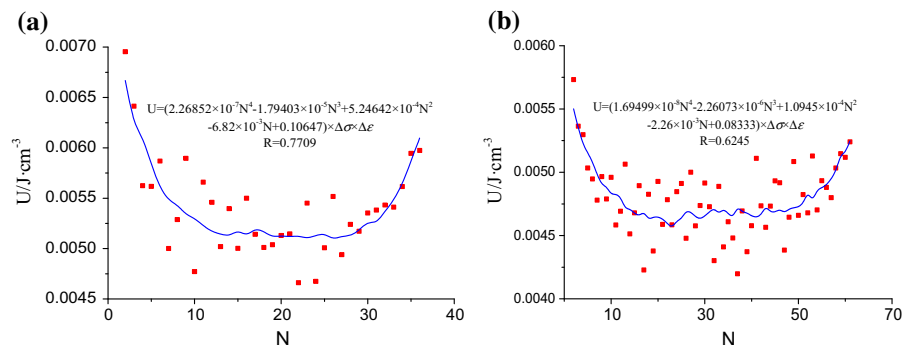 (a)
0.0070
0.0065
0.0060
0.0055
0.0050
0.0045
U/J·cm⁻³
U=(2.26852×10⁻⁷N⁴-1.79403×10⁻⁵N³+5.24642×10⁻⁴N²
-6.82×10⁻³N+0.10647)×Δσ×Δε
R=0.7709
0 10 20 30 40
N
(b)
0.0060
0.0055
0.0050
0.0045
0.0040
U/J·cm⁻³
U=(1.69499×10⁻⁸N⁴-2.26073×10⁻⁶N³+1.0945×10⁻⁴N²
-2.26×10⁻³N+0.08333)×Δσ×Δε
R=0.6245
10 30 50 70
N